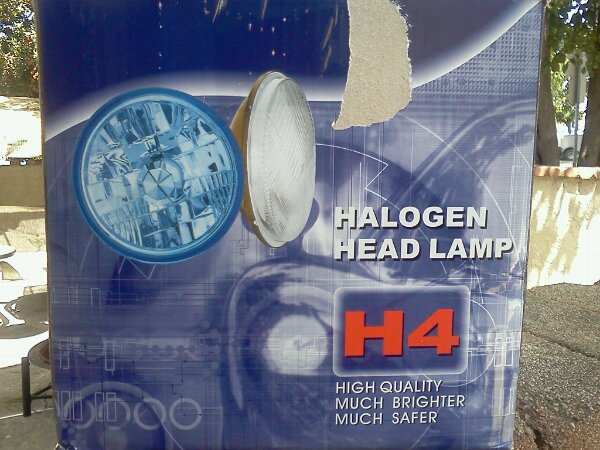 HALOGEN
HEAD LAMP
H4
HIGH QUALITY
MUCH BRIGHTER
MUCH SAFER